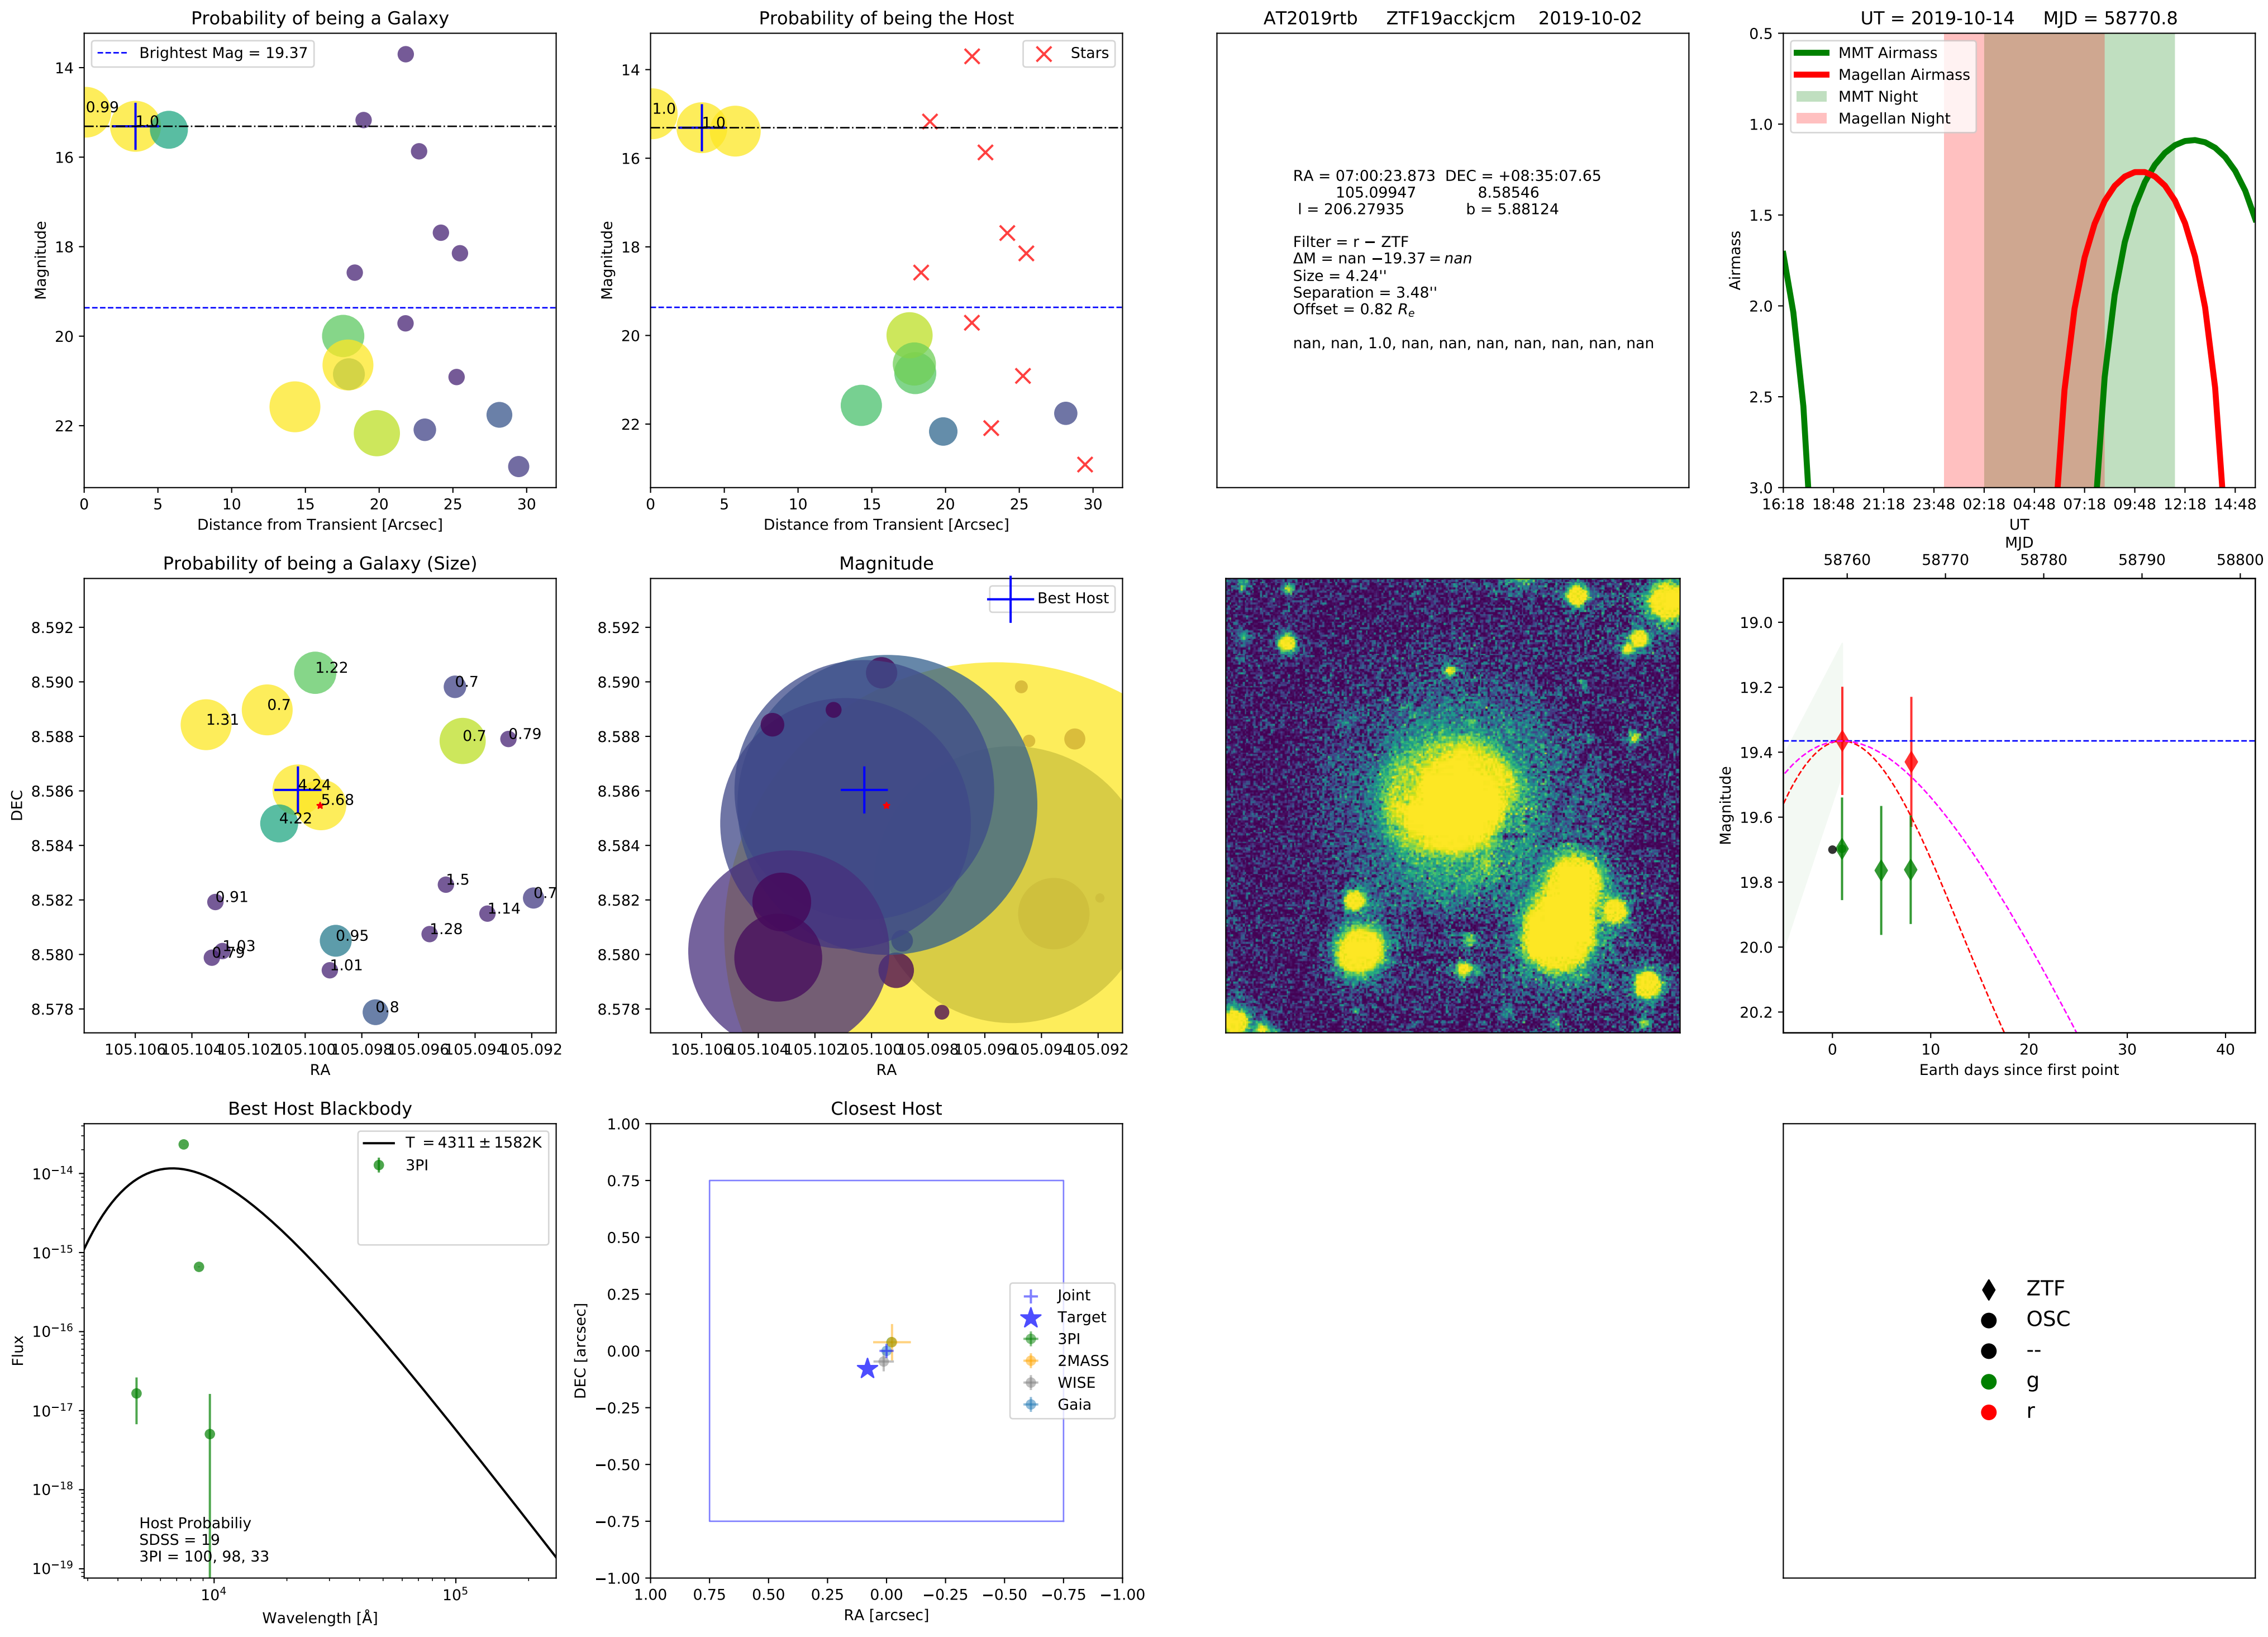 Probability of being a Galaxy
Brightest Mag = 19.37
0.99
1.0
14
16
18
20
22
Magnitude
0 5 10 15 20 25 30
Distance from Transient [Arcsec]
Probability of being the Host
Stars
1.0
1.0
14
16
18
20
22
Magnitude
0 5 10 15 20 25 30
Distance from Transient [Arcsec]
AT2019rtb ZTF19acckjcm 2019-10-02
RA = 07:00:23.873 DEC = +08:35:07.65
105.09947 8.58546
l = 206.27935 b = 5.88124
Filter = r − ZTF
ΔM = nan −19.37 = nan
Size = 4.24''
Separation = 3.48''
Offset = 0.82 Re
nan, nan, 1.0, nan, nan, nan, nan, nan, nan, nan
UT = 2019-10-14 MJD = 58770.8
MMT Airmass
Magellan Airmass
MMT Night
Magellan Night
0.5
1.0
1.5
2.0
2.5
3.0
Airmass
16:18 18:48 21:18 23:48 02:18 04:48 07:18 09:48 12:18 14:48
UT
Probability of being a Galaxy (Size)
8.592
8.590
8.588
8.586
8.584
8.582
8.580
8.578
DEC
1.22
0.7
0.7
1.31
0.7
0.79
4.24
5.68
4.22
1.5
0.7
0.91
1.14
1.28
0.95
1.03
0.79
1.01
0.8
105.106 105.104 105.102 105.100 105.098 105.096 105.094 105.092
RA
Magnitude
Best Host
8.592
8.590
8.588
8.586
8.584
8.582
8.580
8.578
105.106 105.104 105.102 105.100 105.098 105.096 105.094 105.092
RA
MJD
58760 58770 58780 58790 58800
19.0
19.2
19.4
19.6
19.8
20.0
20.2
Magnitude
0 10 20 30 40
Earth days since first point
Best Host Blackbody
T = 4311 ± 1582K
3PI
10−14
10−15
10−16
10−17
10−18
10−19
Flux
Host Probabiliy
SDSS = 19
3PI = 100, 98, 33
104 105
Wavelength [Å]
Closest Host
1.00
0.75
0.50
0.25
0.00
−0.25
−0.50
−0.75
−1.00
DEC [arcsec]
Joint
Target
3PI
2MASS
WISE
Gaia
1.00 0.75 0.50 0.25 0.00 −0.25 −0.50 −0.75 −1.00
RA [arcsec]
ZTF
OSC
--
g
r